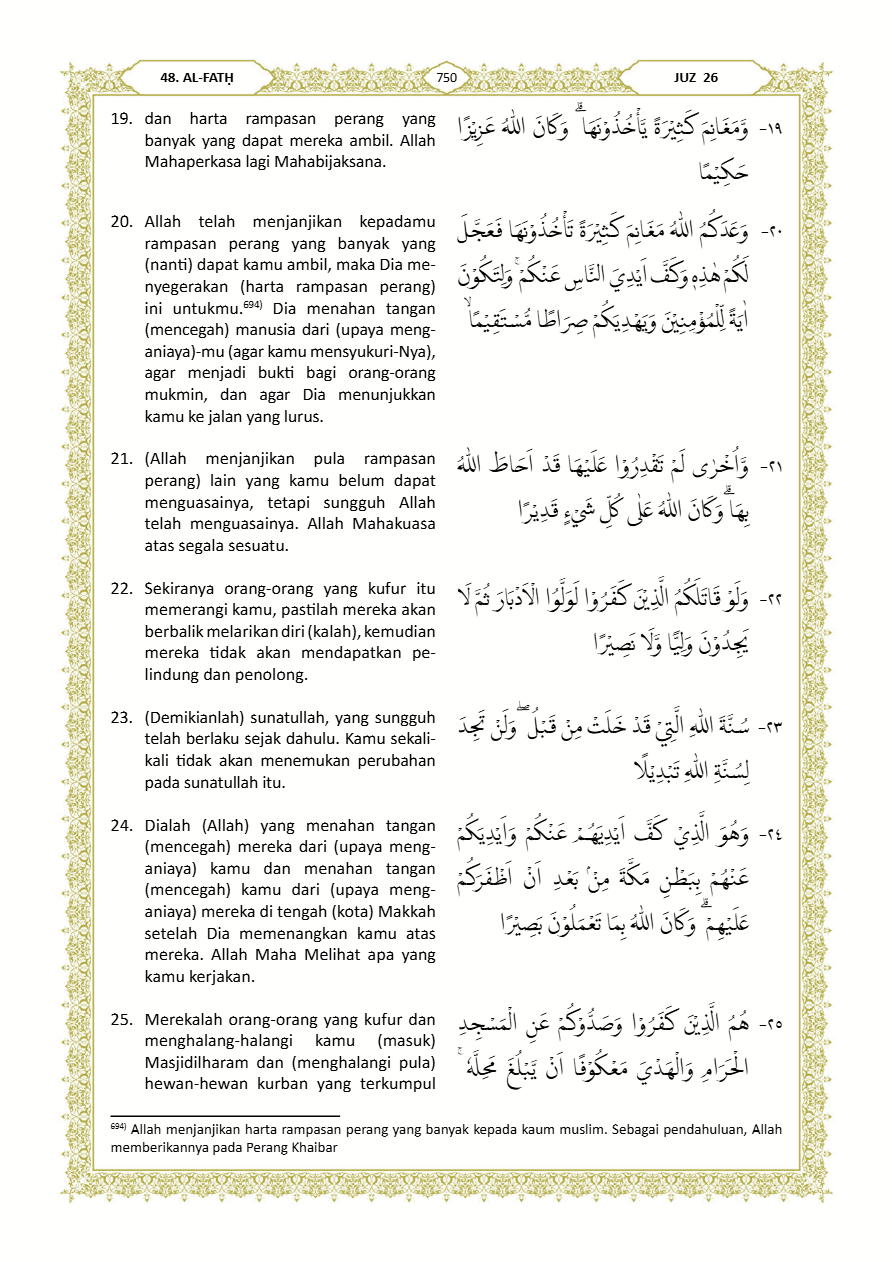 48. AL-FATḤ
750
JUZ 26
19. dan harta rampasan perang yang
banyak yang dapat mereka ambil. Allah
Mahaperkasa lagi Mahabijaksana.
١٩- وَّمَغَانِمَ كَثِيْرَةً يَّأْخُذُوْنَهَا ۗ وَكَانَ اللّٰهُ عَزِيْزًا
حَكِيْمًا
20. Allah telah menjanjikan kepadamu
rampasan perang yang banyak yang
(nanti) dapat kamu ambil, maka Dia me-
nyegerakan (harta rampasan perang)
ini untukmu.⁶⁹⁴⁾ Dia menahan tangan
(mencegah) manusia dari (upaya meng-
aniaya)-mu (agar kamu mensyukuri-Nya),
agar menjadi bukti bagi orang-orang
mukmin, dan agar Dia menunjukkan
kamu ke jalan yang lurus.
٢٠- وَعَدَكُمُ اللّٰهُ مَغَانِمَ كَثِيْرَةً تَأْخُذُوْنَهَا فَعَجَّلَ
لَكُمْ هٰذِهٖ وَكَفَّ اَيْدِيَ النَّاسِ عَنْكُمْ ۚ وَلِتَكُوْنَ
اٰيَةً لِّلْمُؤْمِنِيْنَ وَيَهْدِيَكُمْ صِرَاطًا مُّسْتَقِيْمًا ۙ
21. (Allah menjanjikan pula rampasan
perang) lain yang kamu belum dapat
menguasainya, tetapi sungguh Allah
telah menguasainya. Allah Mahakuasa
atas segala sesuatu.
٢١- وَّاُخْرٰى لَمْ تَقْدِرُوْا عَلَيْهَا قَدْ اَحَاطَ اللّٰهُ
بِهَا ۗ وَكَانَ اللّٰهُ عَلٰى كُلِّ شَيْءٍ قَدِيْرًا
22. Sekiranya orang-orang yang kufur itu
memerangi kamu, pastilah mereka akan
berbalik melarikan diri (kalah), kemudian
mereka tidak akan mendapatkan pe-
lindung dan penolong.
٢٢- وَلَوْ قَاتَلَكُمُ الَّذِيْنَ كَفَرُوْا لَوَلَّوُا الْاَدْبَارَ ثُمَّ لَا
يَجِدُوْنَ وَلِيًّا وَّلَا نَصِيْرًا
23. (Demikianlah) sunatullah, yang sungguh
telah berlaku sejak dahulu. Kamu sekali-
kali tidak akan menemukan perubahan
pada sunatullah itu.
٢٣- سُنَّةَ اللّٰهِ الَّتِيْ قَدْ خَلَتْ مِنْ قَبْلُ ۖ وَلَنْ تَجِدَ
لِسُنَّةِ اللّٰهِ تَبْدِيْلًا
24. Dialah (Allah) yang menahan tangan
(mencegah) mereka dari (upaya meng-
aniaya) kamu dan menahan tangan
(mencegah) kamu dari (upaya meng-
aniaya) mereka di tengah (kota) Makkah
setelah Dia memenangkan kamu atas
mereka. Allah Maha Melihat apa yang
kamu kerjakan.
٢٤- وَهُوَ الَّذِيْ كَفَّ اَيْدِيَهُمْ عَنْكُمْ وَاَيْدِيَكُمْ
عَنْهُمْ بِبَطْنِ مَكَّةَ مِنْۢ بَعْدِ اَنْ اَظْفَرَكُمْ
عَلَيْهِمْ ۗ وَكَانَ اللّٰهُ بِمَا تَعْمَلُوْنَ بَصِيْرًا
25. Merekalah orang-orang yang kufur dan
menghalang-halangi kamu (masuk)
Masjidilharam dan (menghalangi pula)
hewan-hewan kurban yang terkumpul
٢٥- هُمُ الَّذِيْنَ كَفَرُوْا وَصَدُّوْكُمْ عَنِ الْمَسْجِدِ
الْحَرَامِ وَالْهَدْيَ مَعْكُوْفًا اَنْ يَّبْلُغَ مَحِلَّهٗ ۚ
⁶⁹⁴⁾ Allah menjanjikan harta rampasan perang yang banyak kepada kaum muslim. Sebagai pendahuluan, Allah
memberikannya pada Perang Khaibar